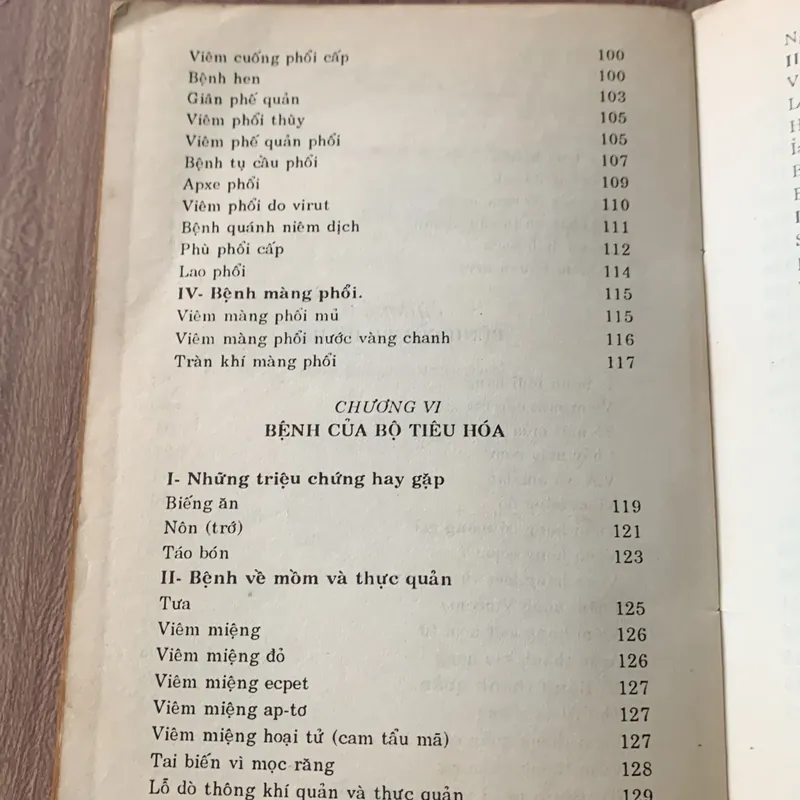 Viêm cuống phổi cấp 100
Bệnh hen 100
Giãn phế quản 103
Viêm phổi thùy 105
Viêm phế quản phổi 105
Bệnh tụ cầu phổi 107
Apxe phổi 109
Viêm phổi do virut 110
Bệnh quánh niêm dịch 111
Phù phổi cấp 112
Lao phổi 114
IV- Bệnh màng phổi. 115
Viêm màng phổi mủ 115
Viêm màng phổi nước vàng chanh 116
Tràn khí màng phổi 117
CHƯƠNG VI
BỆNH CỦA BỘ TIÊU HÓA
I- Những triệu chứng hay gặp
Biếng ăn 119
Nôn (trớ) 121
Táo bón 123
II- Bệnh về mồm và thực quản
Tưa 125
Viêm miệng 126
Viêm miệng đỏ 126
Viêm miệng ecpet 127
Viêm miệng ap-tơ 127
Viêm miệng hoại tử (cam tẩu mã) 127
Tai biến vì mọc răng 128
Lỗ dò thông khí quản và thực quản 129